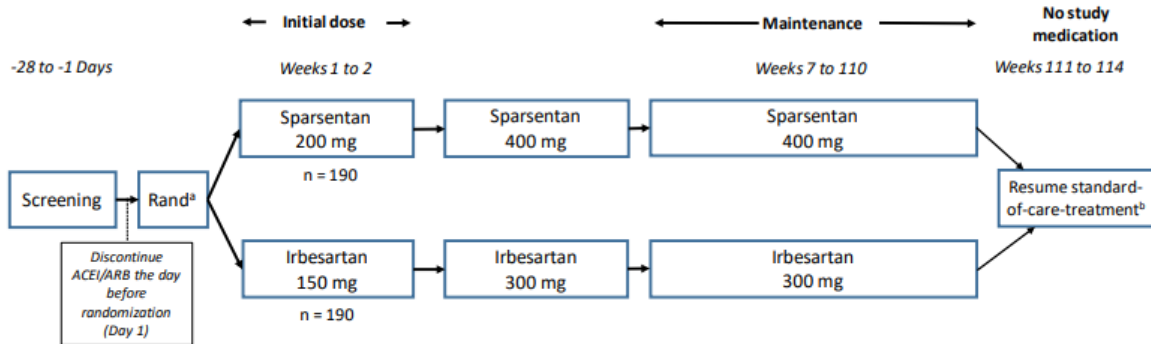 Initial dose
Maintenance
No study
medication
-28 to -1 Days
Weeks 1 to 2
Weeks 7 to 110
Weeks 111 to 114
Sparsentan
200 mg
Sparsentan
400 mg
Sparsentan
400 mg
n = 190
Screening
Randᵃ
Resume standard-
of-care-treatmentᵇ
Discontinue
ACEI/ARB the day
before
randomization
(Day 1)
Irbesartan
150 mg
Irbesartan
300 mg
Irbesartan
300 mg
n = 190